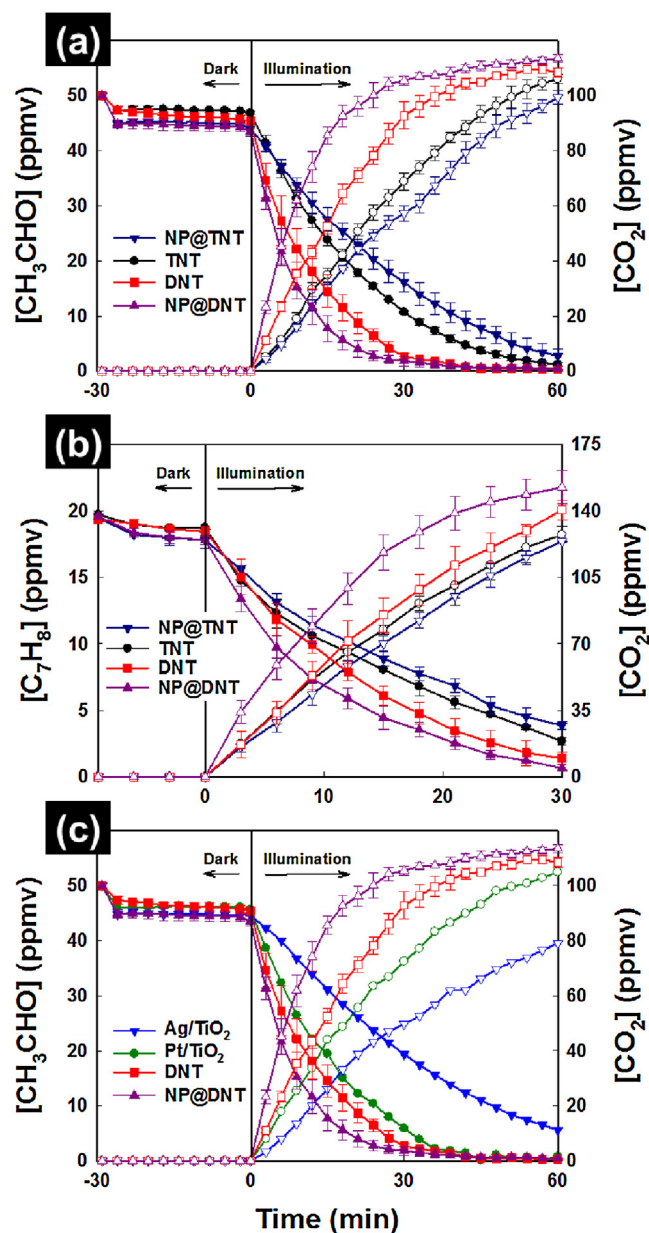 (a)
Dark Illumination
[CH3CHO] (ppmv)
50
40
30
20
10
0
NP@TNT
TNT
DNT
NP@DNT
[CO2] (ppmv)
100
80
60
40
20
0
-30 0 30 60
(b)
Dark Illumination
[C7H8] (ppmv)
20
15
10
5
0
NP@TNT
TNT
DNT
NP@DNT
[CO2] (ppmv)
175
140
105
70
35
0
0 10 20 30
(c)
Dark Illumination
[CH3CHO] (ppmv)
50
40
30
20
10
0
Ag/TiO2
Pt/TiO2
DNT
NP@DNT
[CO2] (ppmv)
100
80
60
40
20
0
-30 0 30 60
Time (min)